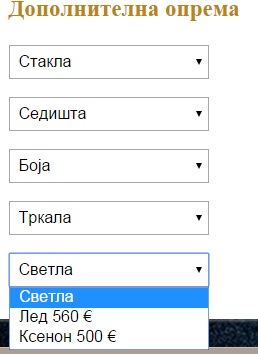 Дополнителна опрема
Стакла
Седишта
Боја
Тркала
Светла
Светла
Лед 560 €
Ксенон 500 €